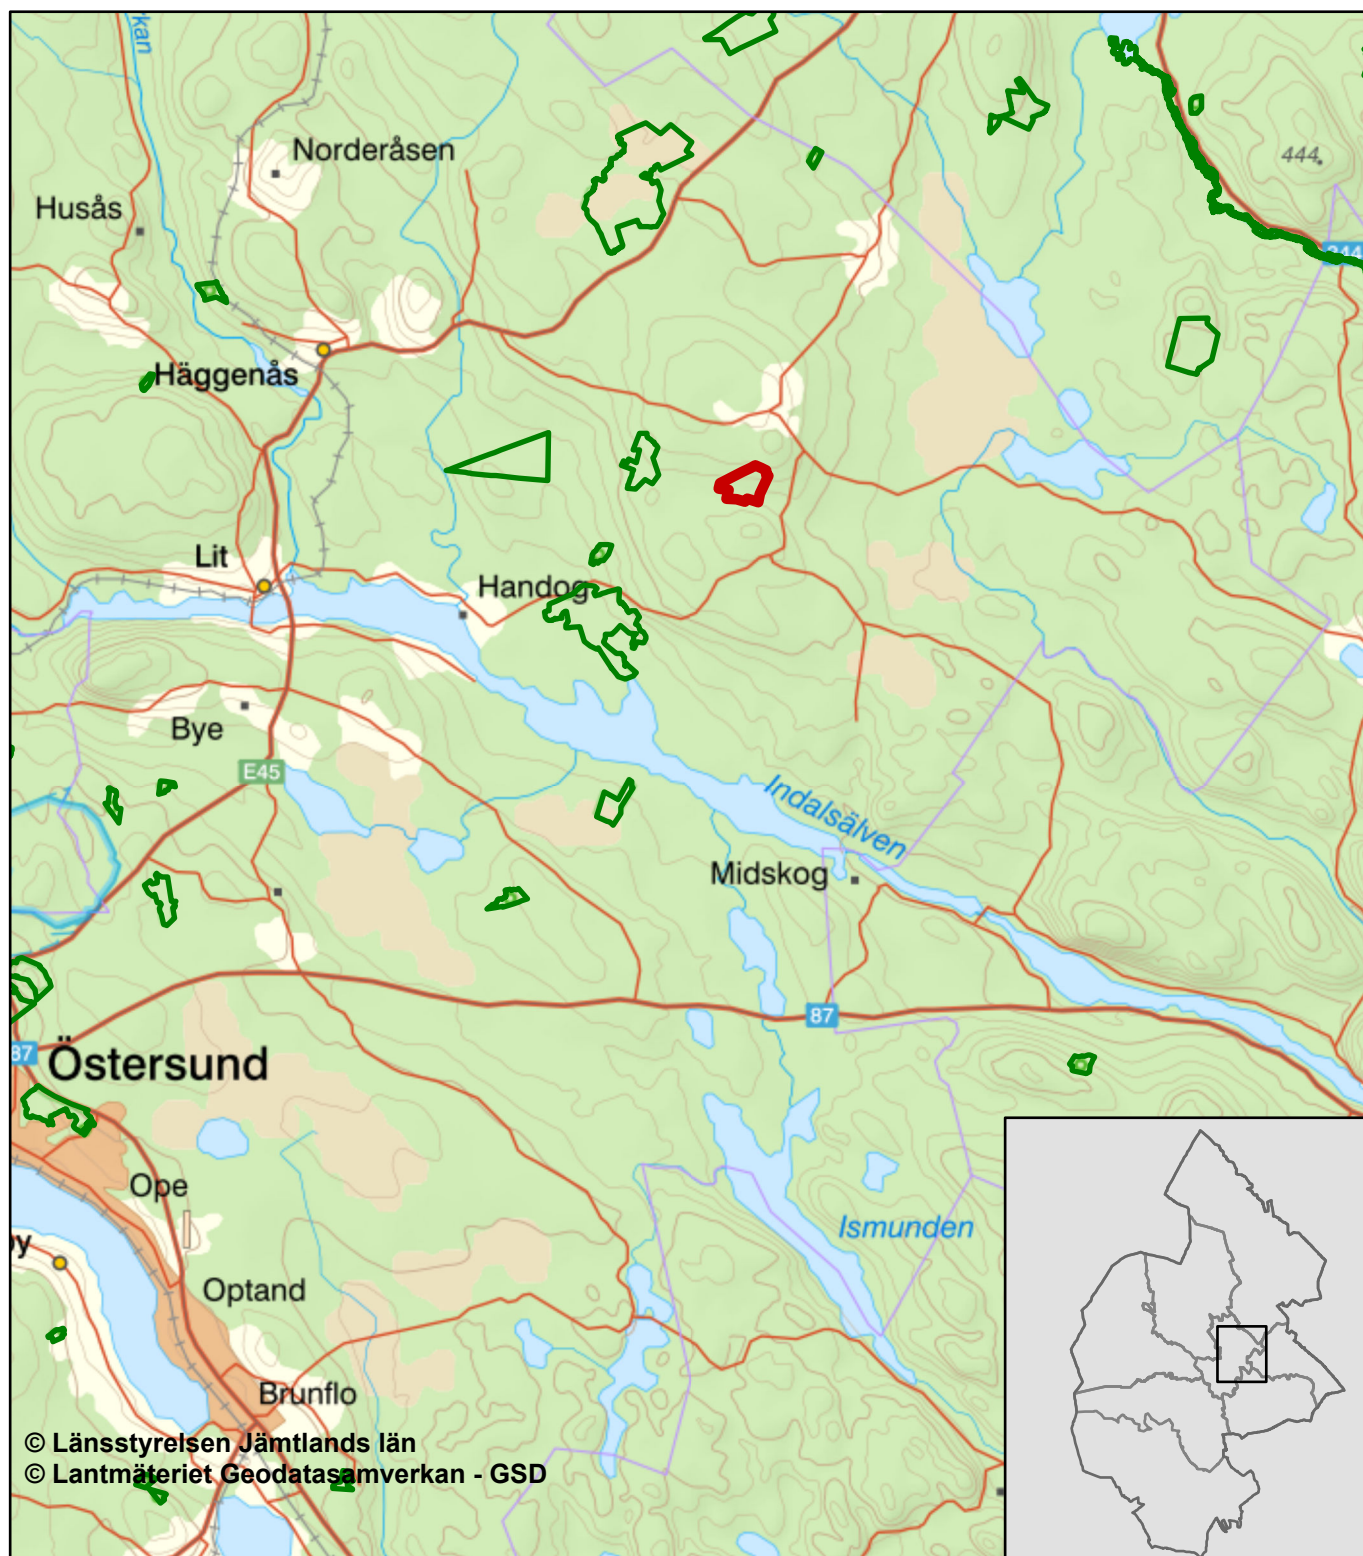 Norderåsen
444
Husås
344
Häggenås
Lit
Handog
Bye
E45
Indalsälven
Midskog
87
87
Östersund
Ope
Ismunden
Optand
Brunflo
© Länsstyrelsen Jämtlands län
© Lantmäteriet Geodatasamverkan - GSD